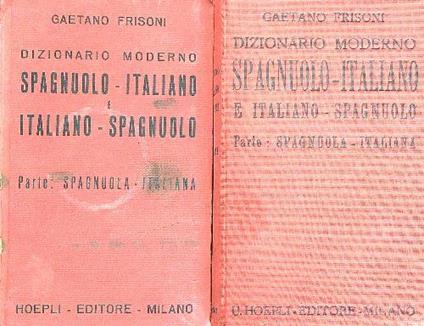 GAETANO FRISONI
DIZIONARIO MODERNO
SPAGNUOLO - ITALIANO
E
ITALIANO - SPAGNUOLO
Parte: SPAGNUOLA - ITALIANA
HOEPLI - EDITORE - MILANO
GAETANO FRISONI
DIZIONARIO MODERNO
SPAGNUOLO-ITALIANO
E ITALIANO - SPAGNUOLO
Parte: SPAGNUOLA - ITALIANA
U. HOEPLI - EDITORE - MILANO